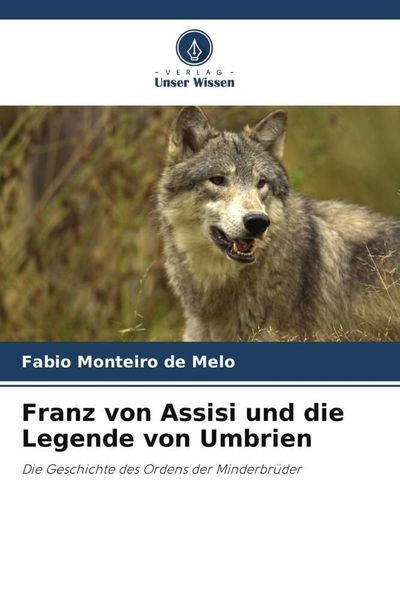 – V E R L A G –
Unser Wissen
Fabio Monteiro de Melo
Franz von Assisi und die
Legende von Umbrien
Die Geschichte des Ordens der Minderbrüder